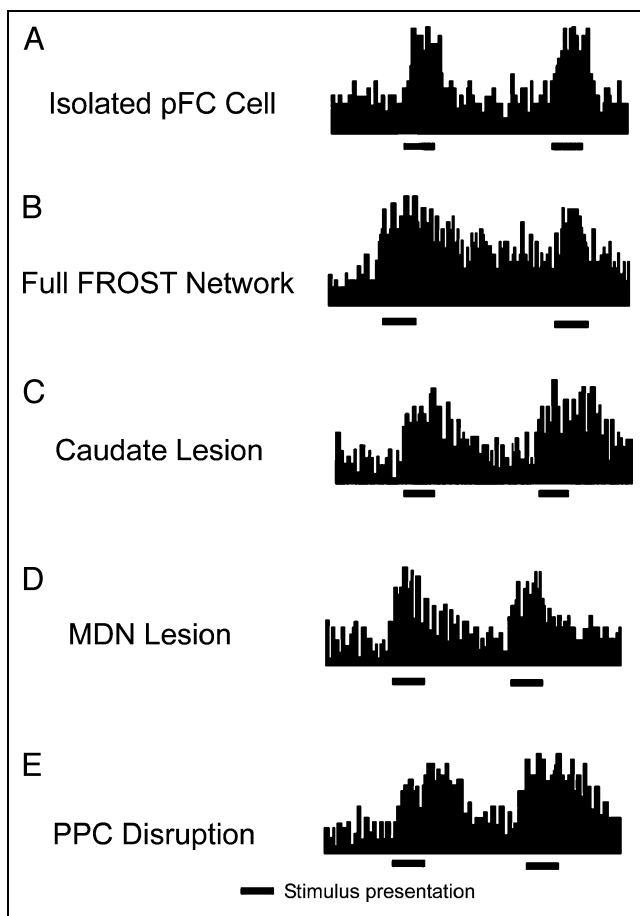 A
Isolated pFC Cell
B
Full FROST Network
C
Caudate Lesion
D
MDN Lesion
E
PPC Disruption
Stimulus presentation